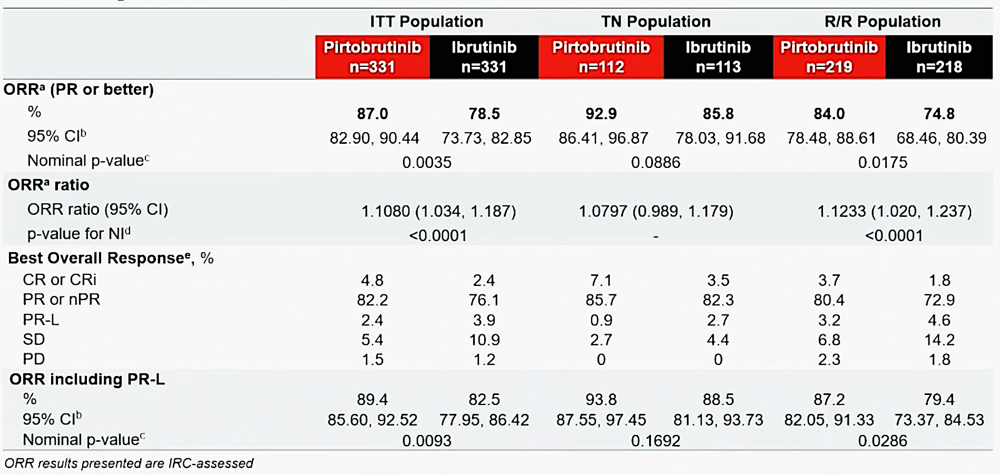 ITT Population TN Population R/R Population
Pirtobrutinib Ibrutinib Pirtobrutinib Ibrutinib Pirtobrutinib Ibrutinib
n=331 n=331 n=112 n=113 n=219 n=218
ORRᵃ (PR or better)
% 87.0 78.5 92.9 85.8 84.0 74.8
95% CIᵇ 82.90, 90.44 73.73, 82.85 86.41, 96.87 78.03, 91.68 78.48, 88.61 68.46, 80.39
Nominal p-valueᶜ 0.0035 0.0886 0.0175
ORRᵃ ratio
ORR ratio (95% CI) 1.1080 (1.034, 1.187) 1.0797 (0.989, 1.179) 1.1233 (1.020, 1.237)
p-value for NIᵈ <0.0001 - <0.0001
Best Overall Responseᵉ, %
CR or CRi 4.8 2.4 7.1 3.5 3.7 1.8
PR or nPR 82.2 76.1 85.7 82.3 80.4 72.9
PR-L 2.4 3.9 0.9 2.7 3.2 4.6
SD 5.4 10.9 2.7 4.4 6.8 14.2
PD 1.5 1.2 0 0 2.3 1.8
ORR including PR-L
% 89.4 82.5 93.8 88.5 87.2 79.4
95% CIᵇ 85.60, 92.52 77.95, 86.42 87.55, 97.45 81.13, 93.73 82.05, 91.33 73.37, 84.53
Nominal p-valueᶜ 0.0093 0.1692 0.0286
ORR results presented are IRC-assessed